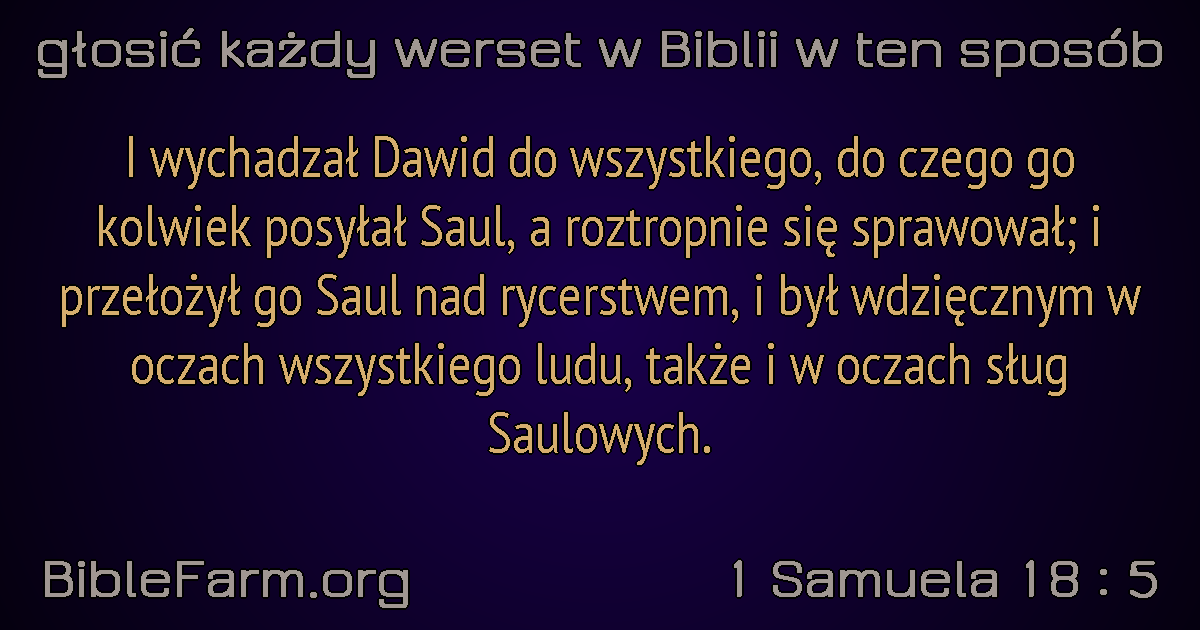 głosić każdy werset w Biblii w ten sposób
I wychadzał Dawid do wszystkiego, do czego go
kolwiek posyłał Saul, a roztropnie się sprawował; i
przełożył go Saul nad rycerstwem, i był wdzięcznym w
oczach wszystkiego ludu, także i w oczach sług
Saulowych.
BibleFarm.org
1 Samuela 18 : 5